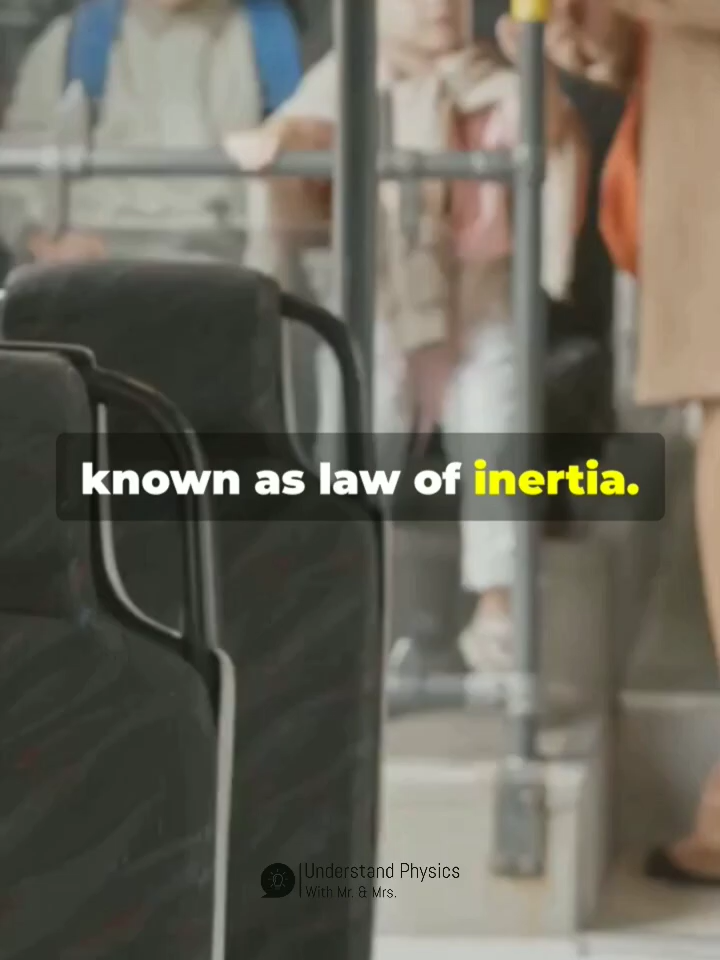 known as law of inertia.
Understand Physics
With Mr. & Mrs.